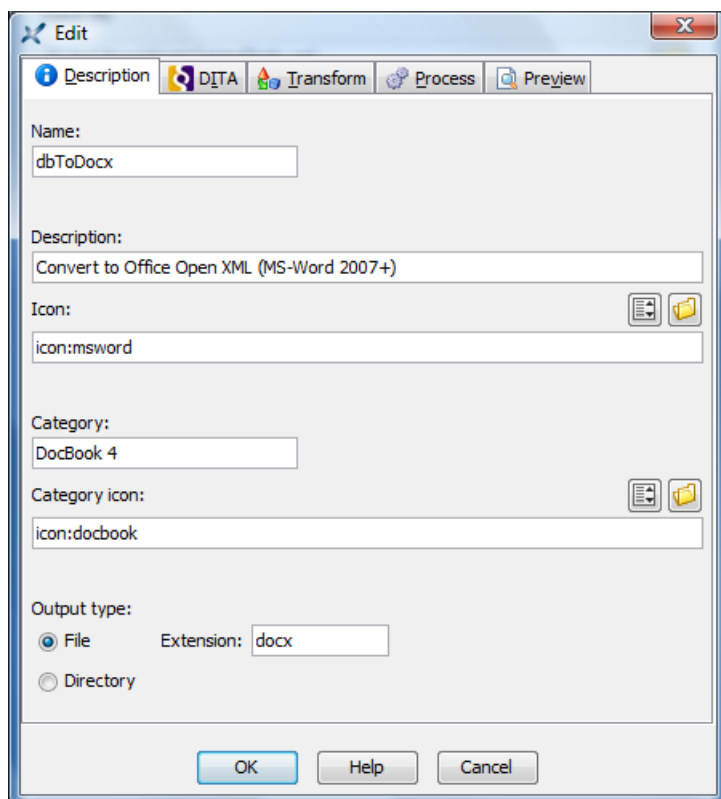 Edit
Description DITA Transform Process Preview
Name:
dbToDocx
Description:
Convert to Office Open XML (MS-Word 2007+)
Icon:
icon:msword
Category:
DocBook 4
Category icon:
icon:docbook
Output type:
File Extension: docx
Directory
OK Help Cancel